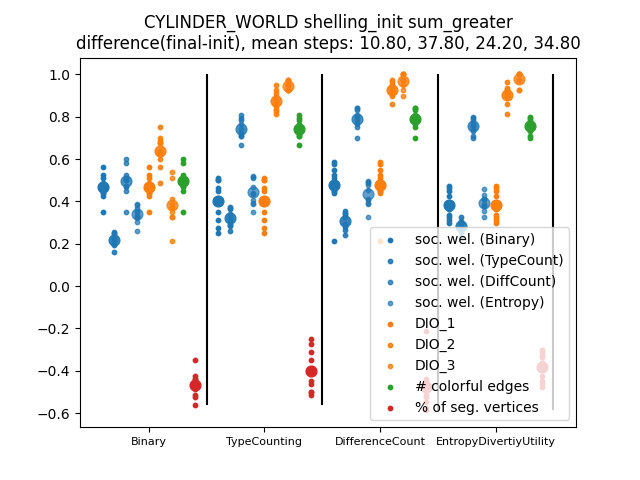 CYLINDER_WORLD shelling_init sum_greater
difference(final-init), mean steps: 10.80, 37.80, 24.20, 34.80
1.0
0.8
0.6
0.4
0.2
0.0
−0.2
−0.4
−0.6
soc. wel. (Binary)
soc. wel. (TypeCount)
soc. wel. (DiffCount)
soc. wel. (Entropy)
DIO_1
DIO_2
DIO_3
# colorful edges
% of seg. vertices
Binary
TypeCounting
DifferenceCount
EntropyDivertiyUtility